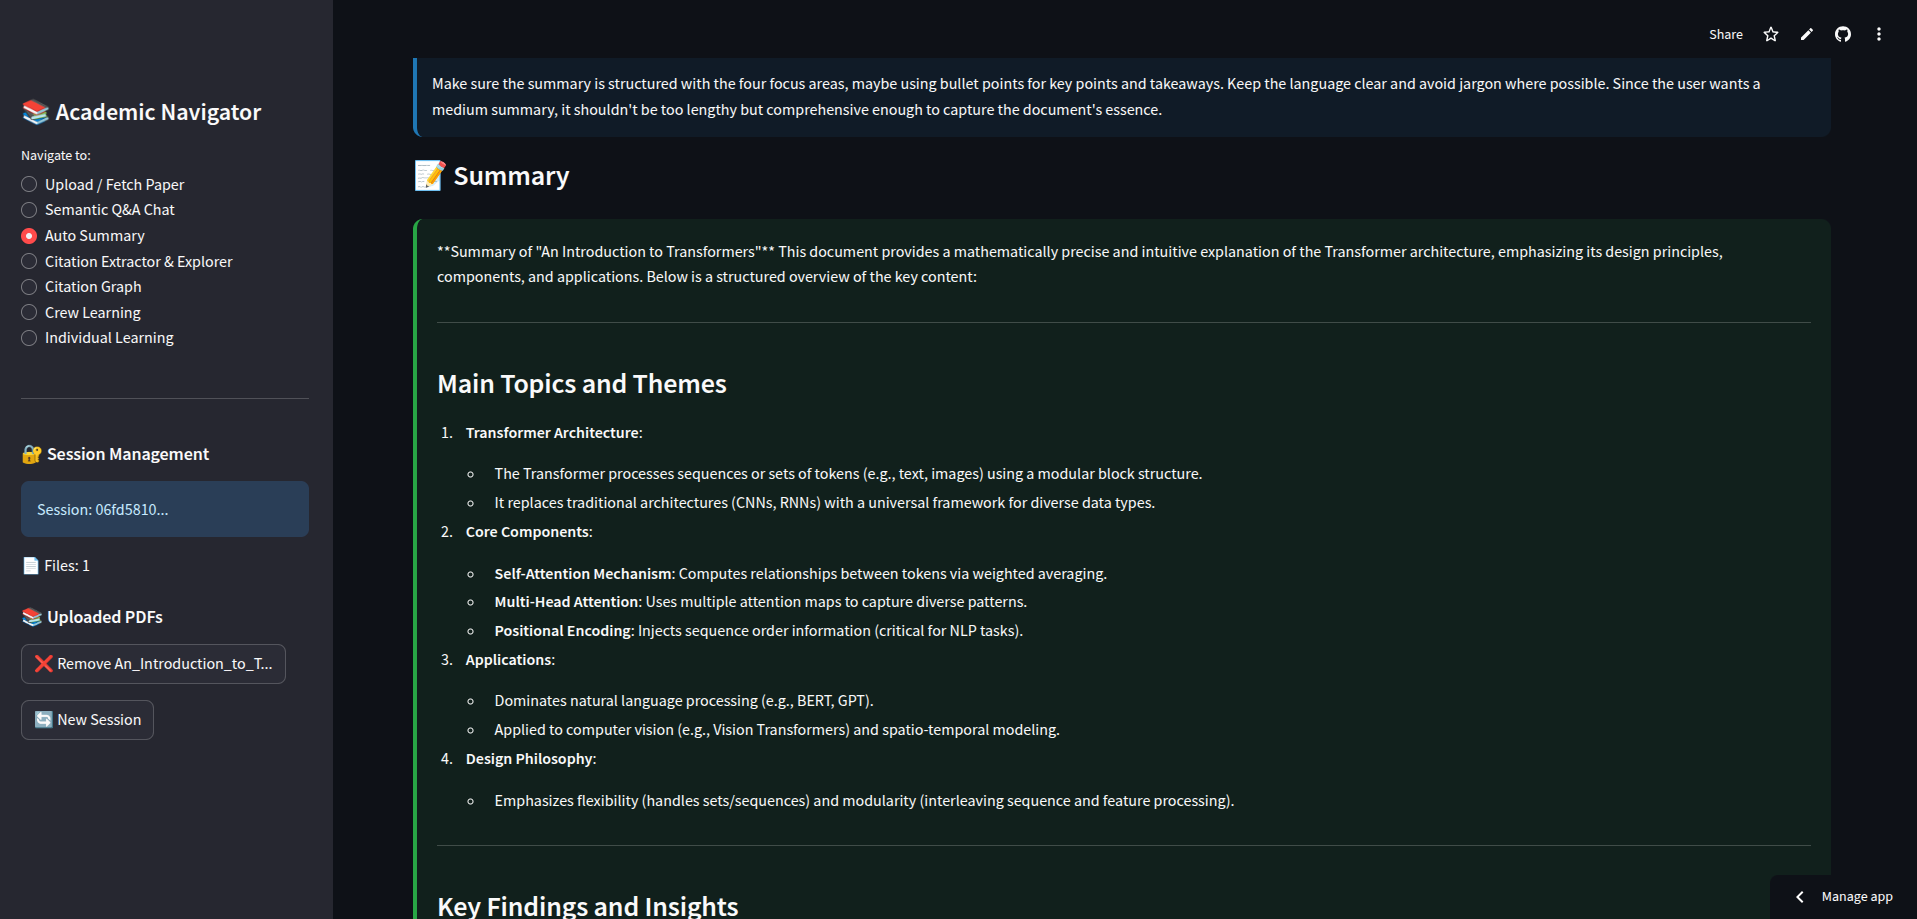 Share
📚 Academic Navigator
Navigate to:
Upload / Fetch Paper
Semantic Q&A Chat
Auto Summary
Citation Extractor & Explorer
Citation Graph
Crew Learning
Individual Learning
🔐 Session Management
Session: 06fd5810...
📄 Files: 1
📚 Uploaded PDFs
❌ Remove An_Introduction_to_T...
🔄 New Session
Make sure the summary is structured with the four focus areas, maybe using bullet points for key points and takeaways. Keep the language clear and avoid jargon where possible. Since the user wants a
medium summary, it shouldn't be too lengthy but comprehensive enough to capture the document's essence.
📝 Summary
**Summary of "An Introduction to Transformers"** This document provides a mathematically precise and intuitive explanation of the Transformer architecture, emphasizing its design principles,
components, and applications. Below is a structured overview of the key content:
Main Topics and Themes
1. Transformer Architecture:
The Transformer processes sequences or sets of tokens (e.g., text, images) using a modular block structure.
It replaces traditional architectures (CNNs, RNNs) with a universal framework for diverse data types.
2. Core Components:
Self-Attention Mechanism: Computes relationships between tokens via weighted averaging.
Multi-Head Attention: Uses multiple attention maps to capture diverse patterns.
Positional Encoding: Injects sequence order information (critical for NLP tasks).
3. Applications:
Dominates natural language processing (e.g., BERT, GPT).
Applied to computer vision (e.g., Vision Transformers) and spatio-temporal modeling.
4. Design Philosophy:
Emphasizes flexibility (handles sets/sequences) and modularity (interleaving sequence and feature processing).
Key Findings and Insights
Manage app